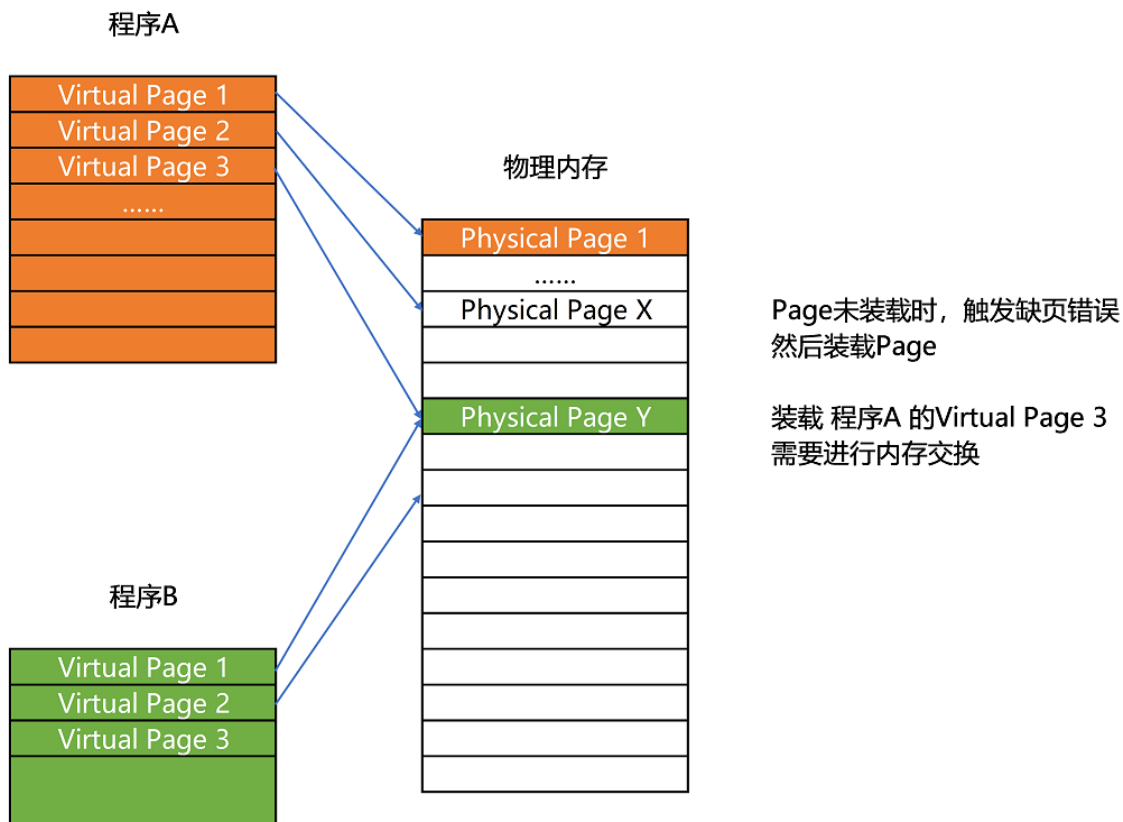 程序A
Virtual Page 1
Virtual Page 2
Virtual Page 3
......
程序B
Virtual Page 1
Virtual Page 2
Virtual Page 3
物理内存
Physical Page 1
......
Physical Page X
Physical Page Y
Page未装载时，触发缺页错误
然后装载Page
装载 程序A 的Virtual Page 3
需要进行内存交换